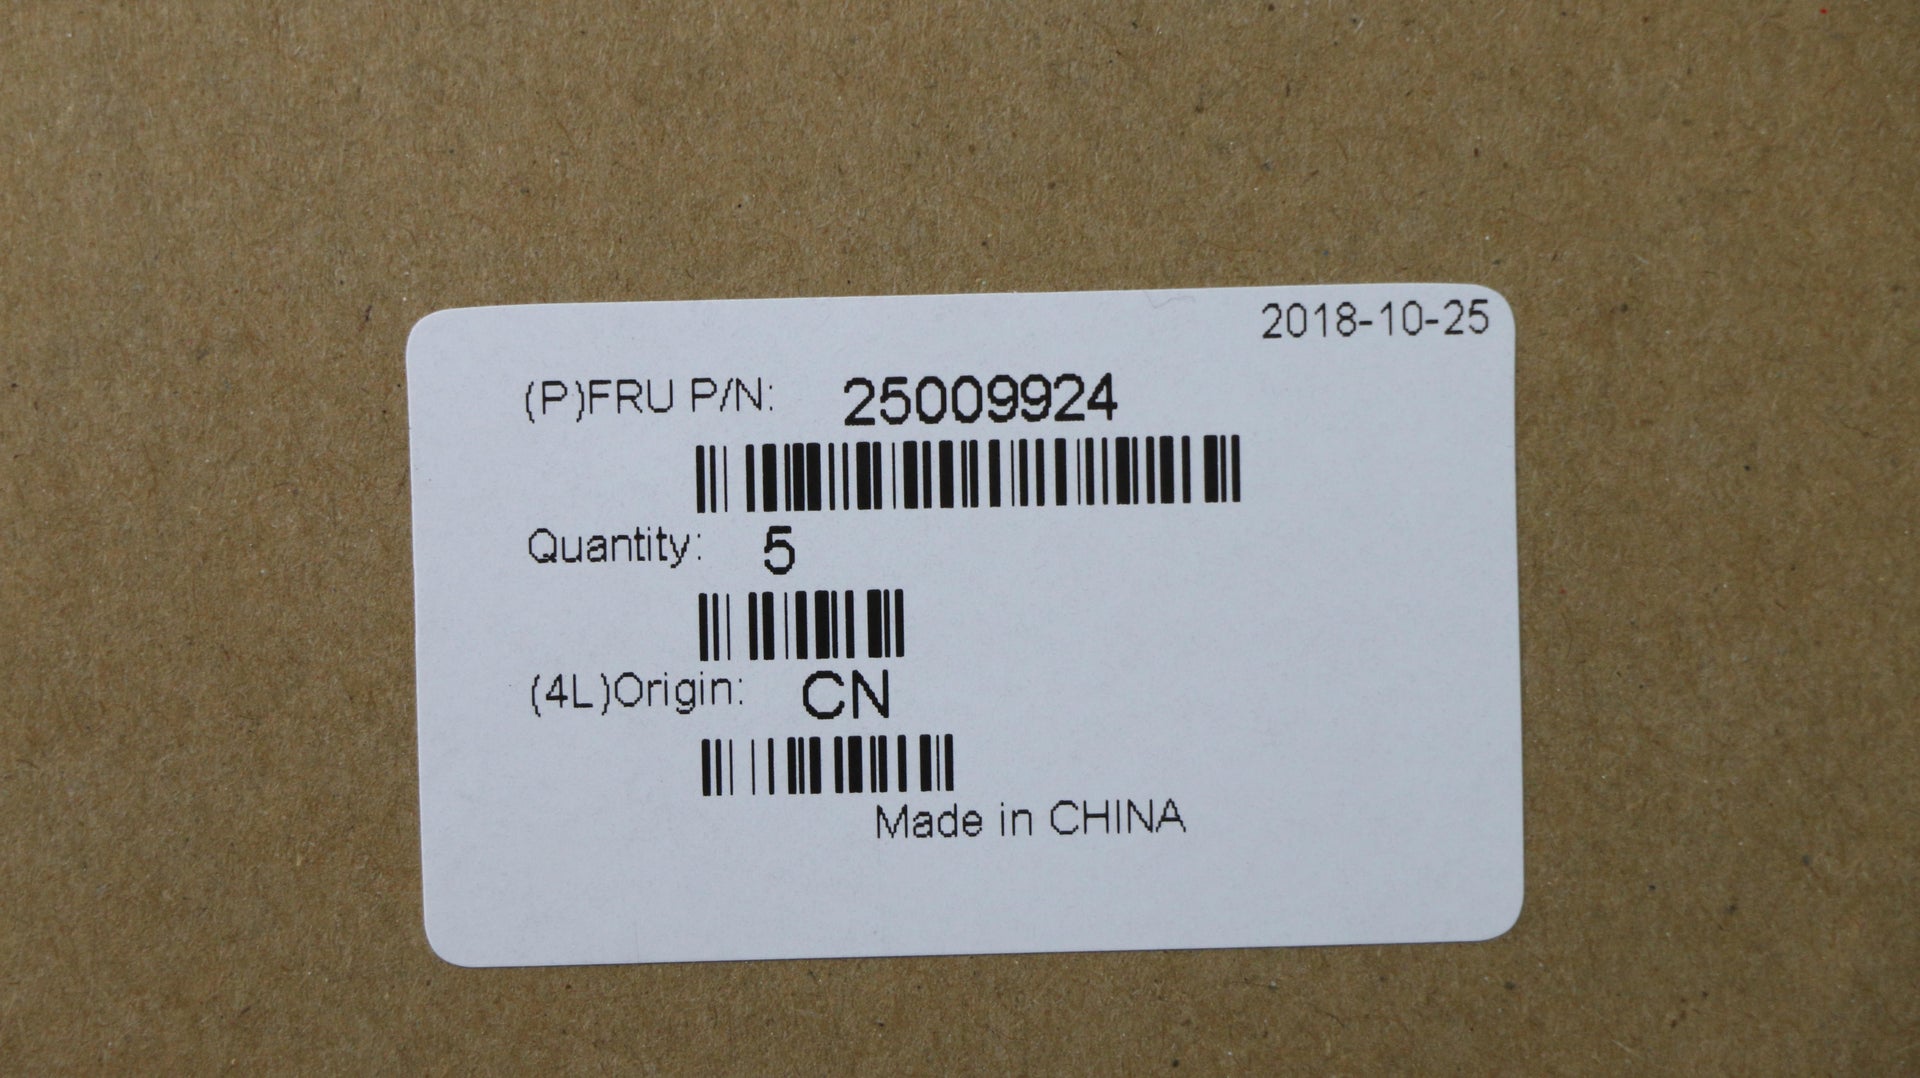 2018-10-25
(P)FRU P/N: 25009924
Quantity: 5
(4L)Origin: CN
Made in CHINA